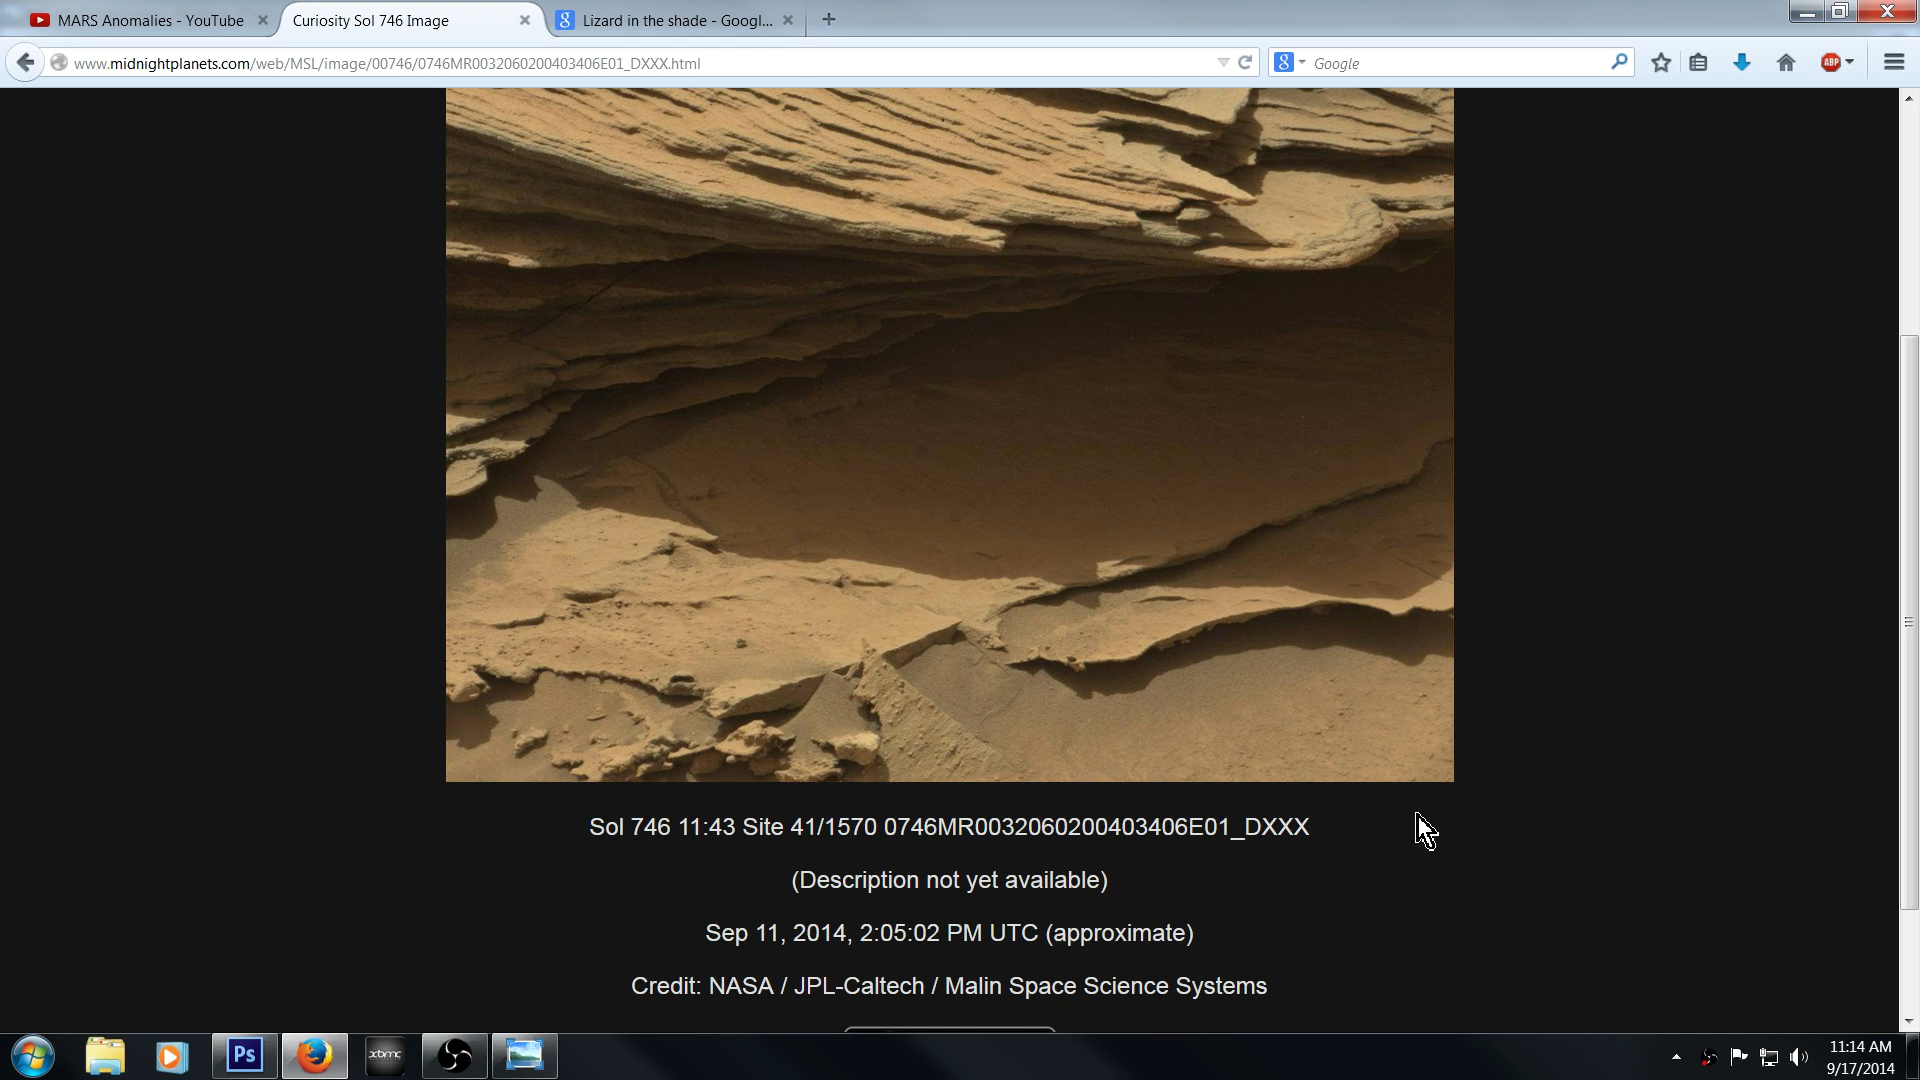 MARS Anomalies - YouTube
Curiosity Sol 746 Image
Lizard in the shade - Googl...
www.midnightplanets.com/web/MSL/image/00746/0746MR0032060200403406E01_DXXX.html
Google
ABP
Sol 746 11:43 Site 41/1570 0746MR0032060200403406E01_DXXX
(Description not yet available)
Sep 11, 2014, 2:05:02 PM UTC (approximate)
Credit: NASA / JPL-Caltech / Malin Space Science Systems
Ps
xbmc
11:14 AM
9/17/2014